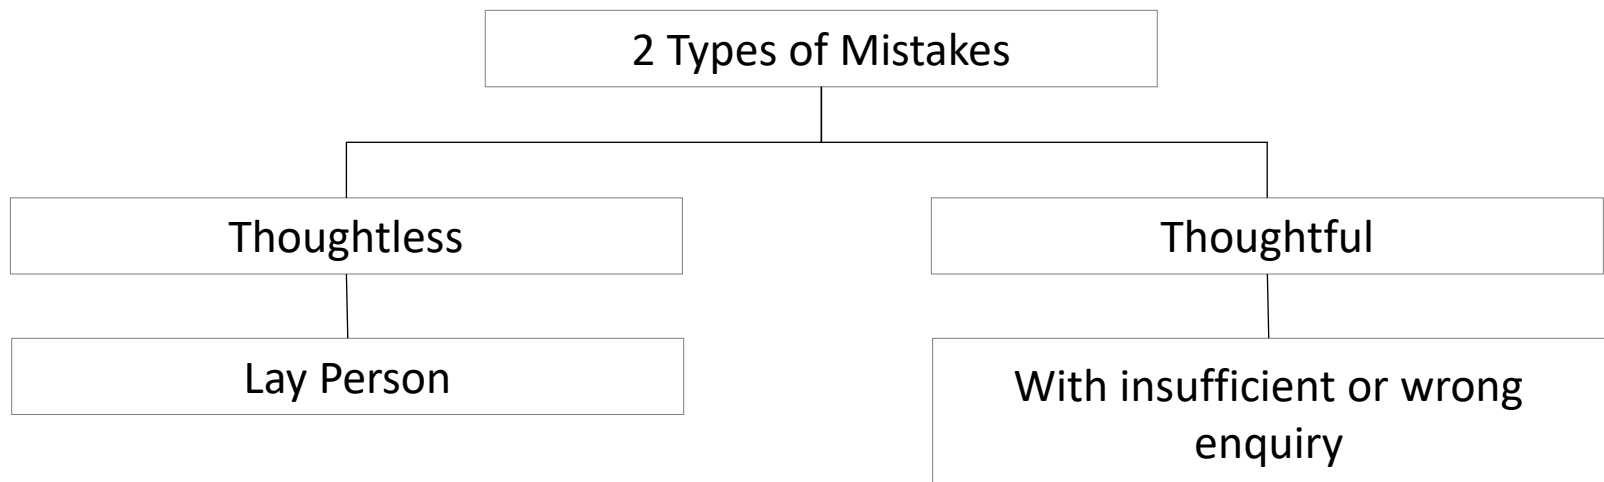 2 Types of Mistakes
Thoughtless
Thoughtful
Lay Person
With insufficient or wrong
enquiry